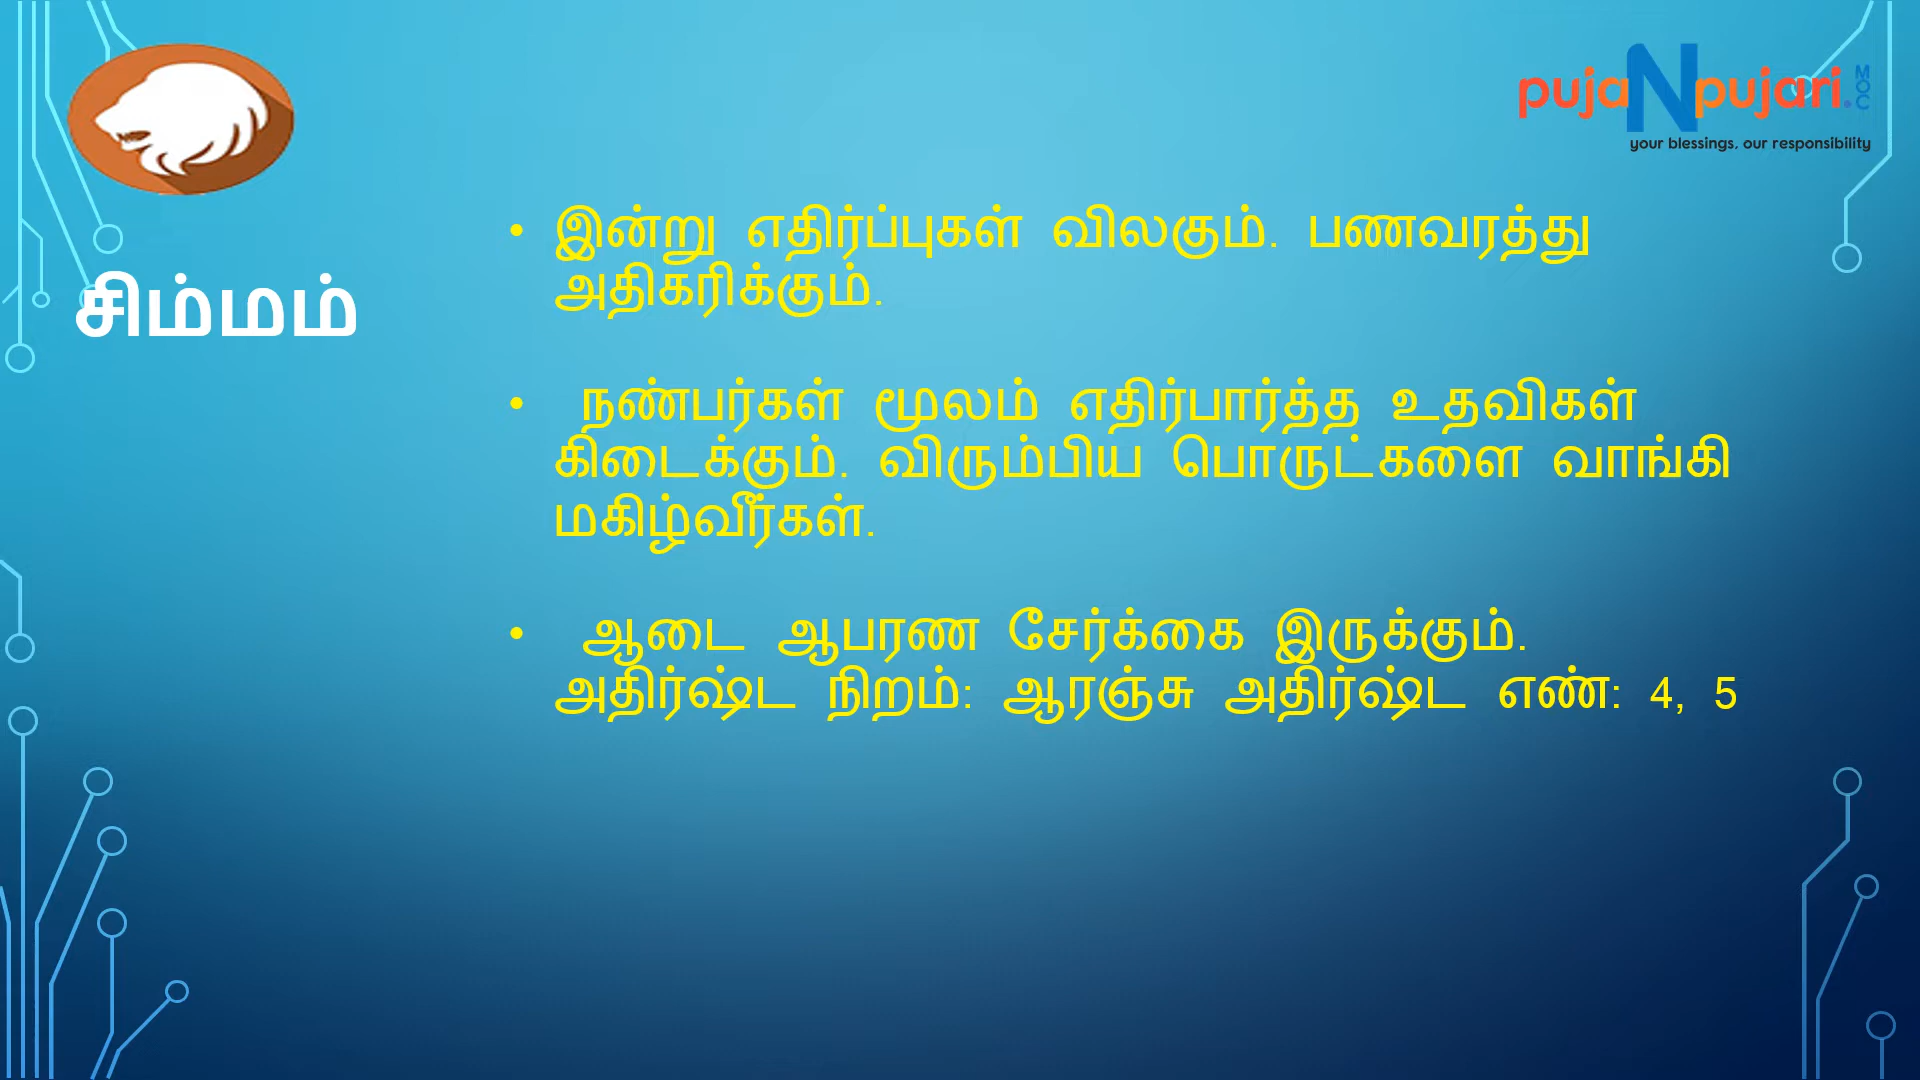 pujaNpujari.COM
your blessings, our responsibility
சிம்மம்
• இன்று எதிர்ப்புகள் விலகும். பணவரத்து
அதிகரிக்கும்.
• நண்பர்கள் மூலம் எதிர்பார்த்த உதவிகள்
கிடைக்கும். விரும்பிய பொருட்களை வாங்கி
மகிழ்வீர்கள்.
• ஆடை ஆபரண சேர்க்கை இருக்கும்.
அதிர்ஷ்ட நிறம்: ஆரஞ்சு அதிர்ஷ்ட எண்: 4, 5